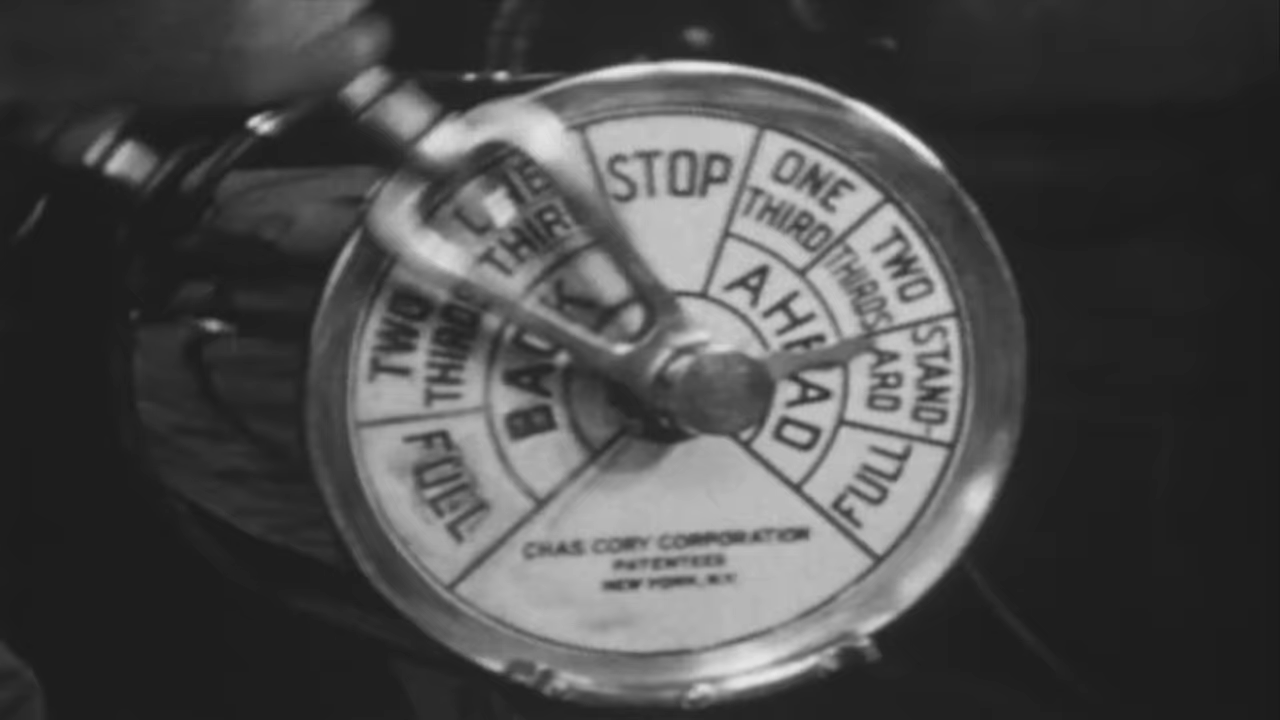 STOP
ONE
THIRD
TWO
THIRDS
STAND-
ARD
FULL
AHEAD
THIRD
TWO
THIRDS
FULL
BACK
CHAS. CORY CORPORATION
PATENTEES
NEW YORK, N.Y.